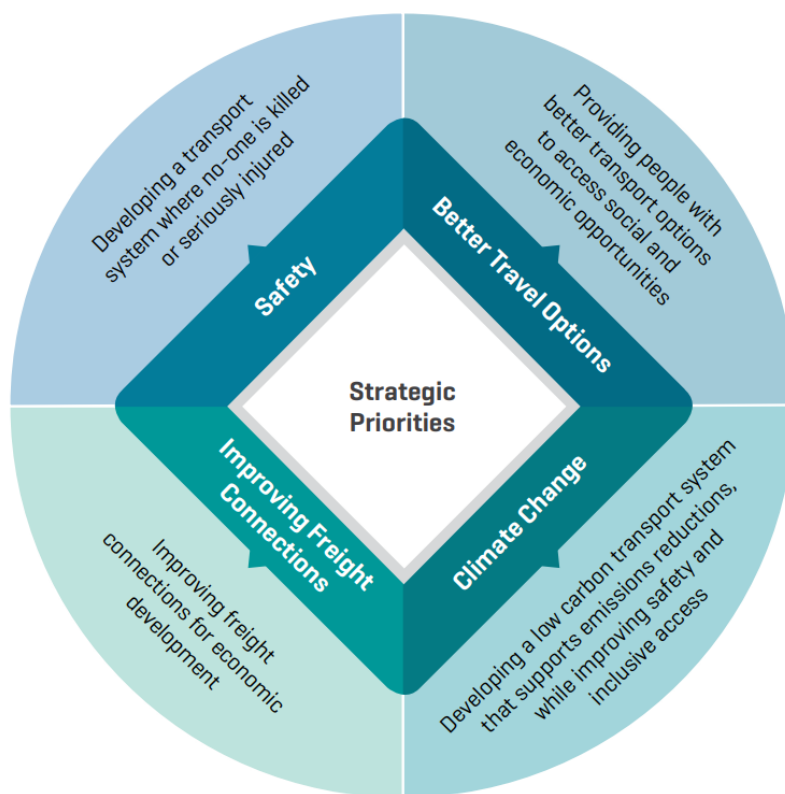 Developing a transport
system where no-one is killed
or seriously injured
Safety
Providing people with
better transport options
to access social and
economic opportunities
Better Travel Options
Strategic
Priorities
Improving Freight
Connections
Improving freight
connections for economic
development
Climate Change
Developing a low carbon transport system
that supports emissions reductions,
while improving safety and
inclusive access